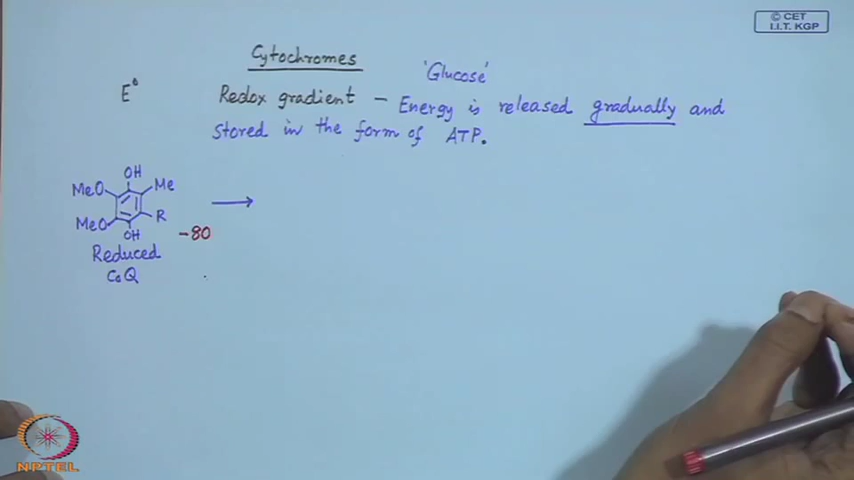 © CET
I.I.T. KGP
Cytochromes
'Glucose'
E° Redox gradient – Energy is released gradually and
stored in the form of ATP.
OH
MeO Me
MeO R
OH
-80
Reduced
CoQ
NPTEL